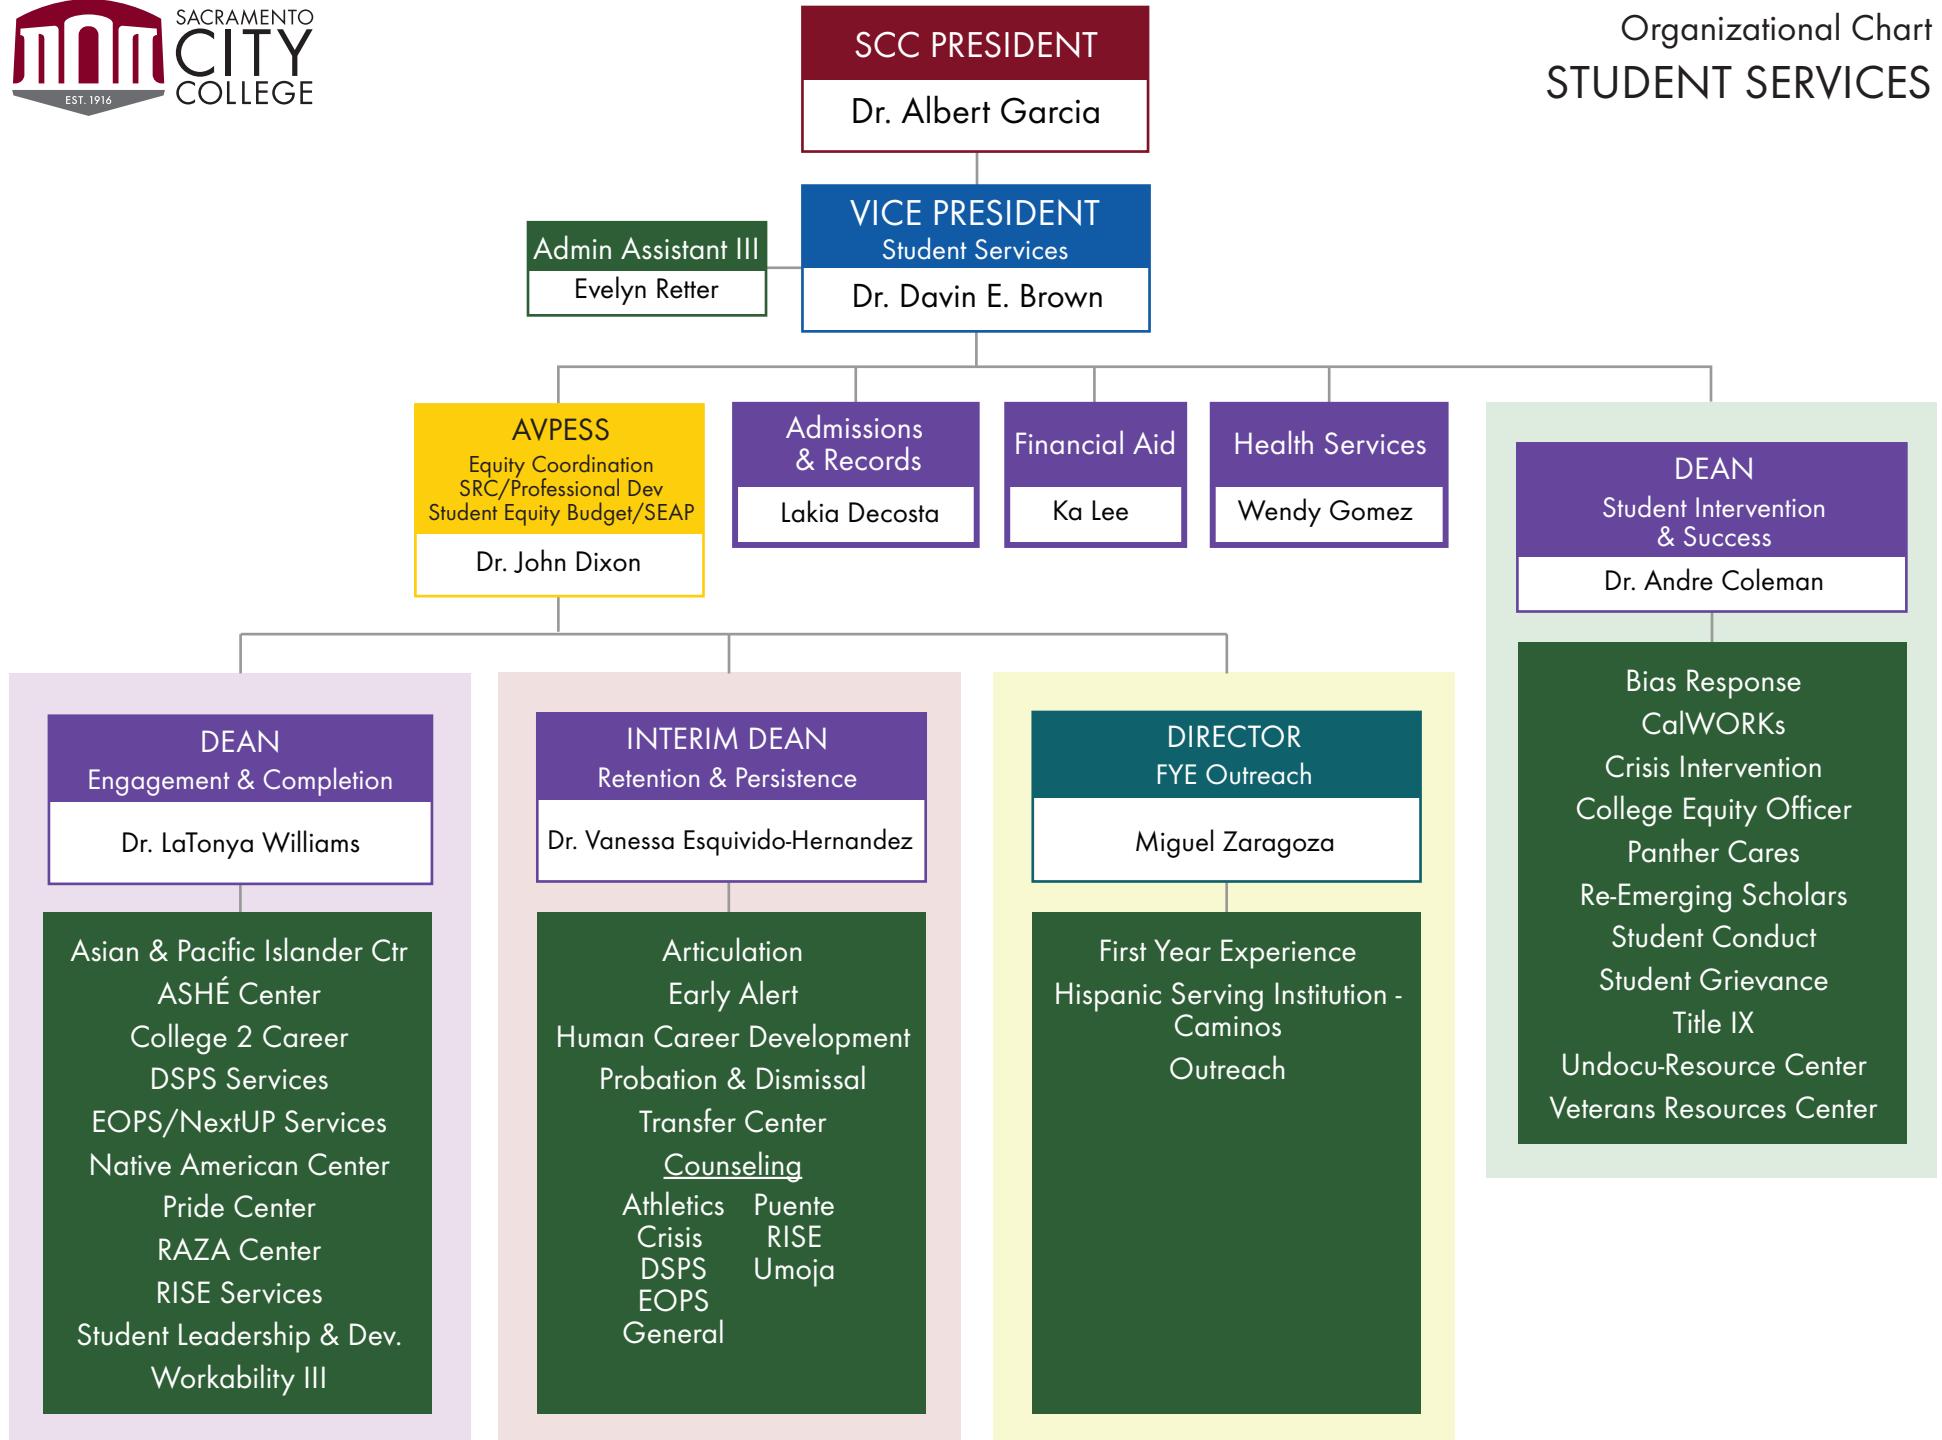 SACRAMENTO
CITY
COLLEGE
EST. 1916
Organizational Chart
STUDENT SERVICES
SCC PRESIDENT
Dr. Albert Garcia
VICE PRESIDENT
Student Services
Dr. Davin E. Brown
Admin Assistant III
Evelyn Retter
AVPESS
Equity Coordination
SRC/Professional Dev
Student Equity Budget/SEAP
Dr. John Dixon
Admissions
& Records
Lakia Decosta
Financial Aid
Ka Lee
Health Services
Wendy Gomez
DEAN
Student Intervention
& Success
Dr. Andre Coleman
Bias Response
CalWORKs
Crisis Intervention
College Equity Officer
Panther Cares
Re-Emerging Scholars
Student Conduct
Student Grievance
Title IX
Undocu-Resource Center
Veterans Resources Center
DEAN
Engagement & Completion
Dr. LaTonya Williams
Asian & Pacific Islander Ctr
ASHÉ Center
College 2 Career
DSPS Services
EOPS/NextUP Services
Native American Center
Pride Center
RAZA Center
RISE Services
Student Leadership & Dev.
Workability III
INTERIM DEAN
Retention & Persistence
Dr. Vanessa Esquivido-Hernandez
Articulation
Early Alert
Human Career Development
Probation & Dismissal
Transfer Center
Counseling
Athletics
Crisis
DSPS
EOPS
General
Puente
RISE
Umoja
DIRECTOR
FYE Outreach
Miguel Zaragoza
First Year Experience
Hispanic Serving Institution -
Caminos
Outreach